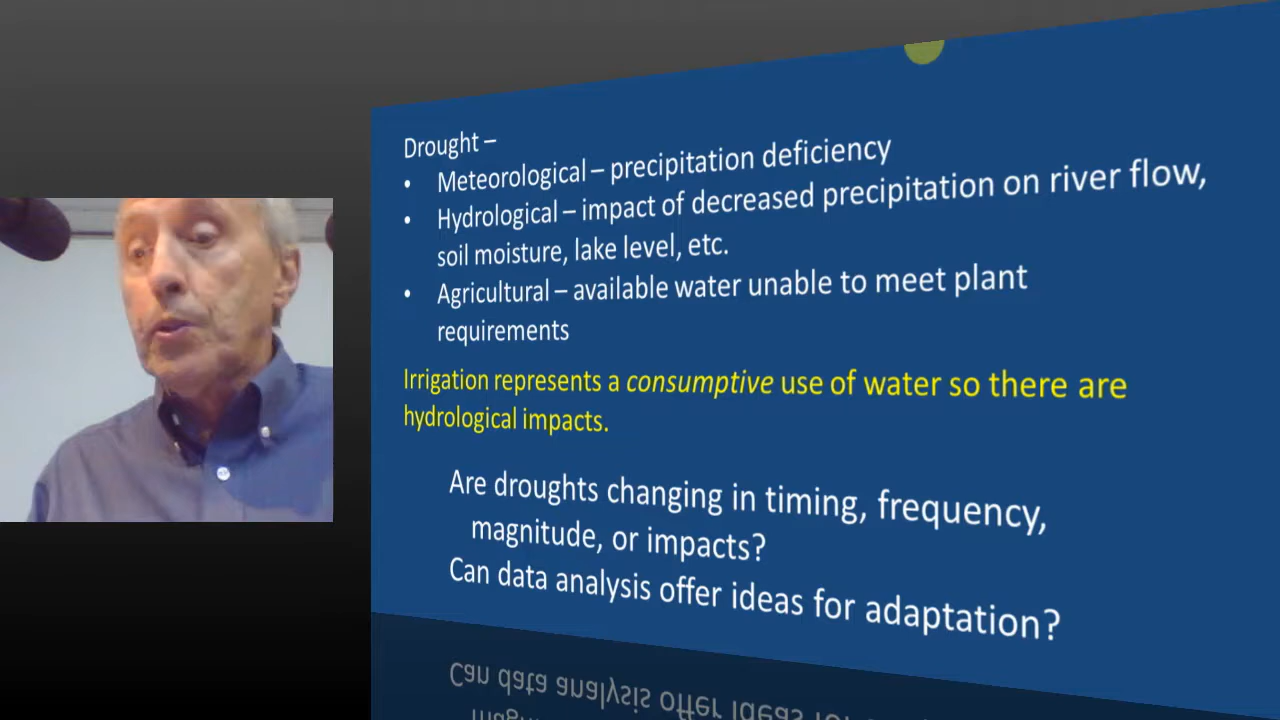 Drought –
• Meteorological – precipitation deficiency
• Hydrological – impact of decreased precipitation on river flow,
soil moisture, lake level, etc.
• Agricultural – available water unable to meet plant
requirements
Irrigation represents a consumptive use of water so there are
hydrological impacts.
Are droughts changing in timing, frequency,
magnitude, or impacts?
Can data analysis offer ideas for adaptation?